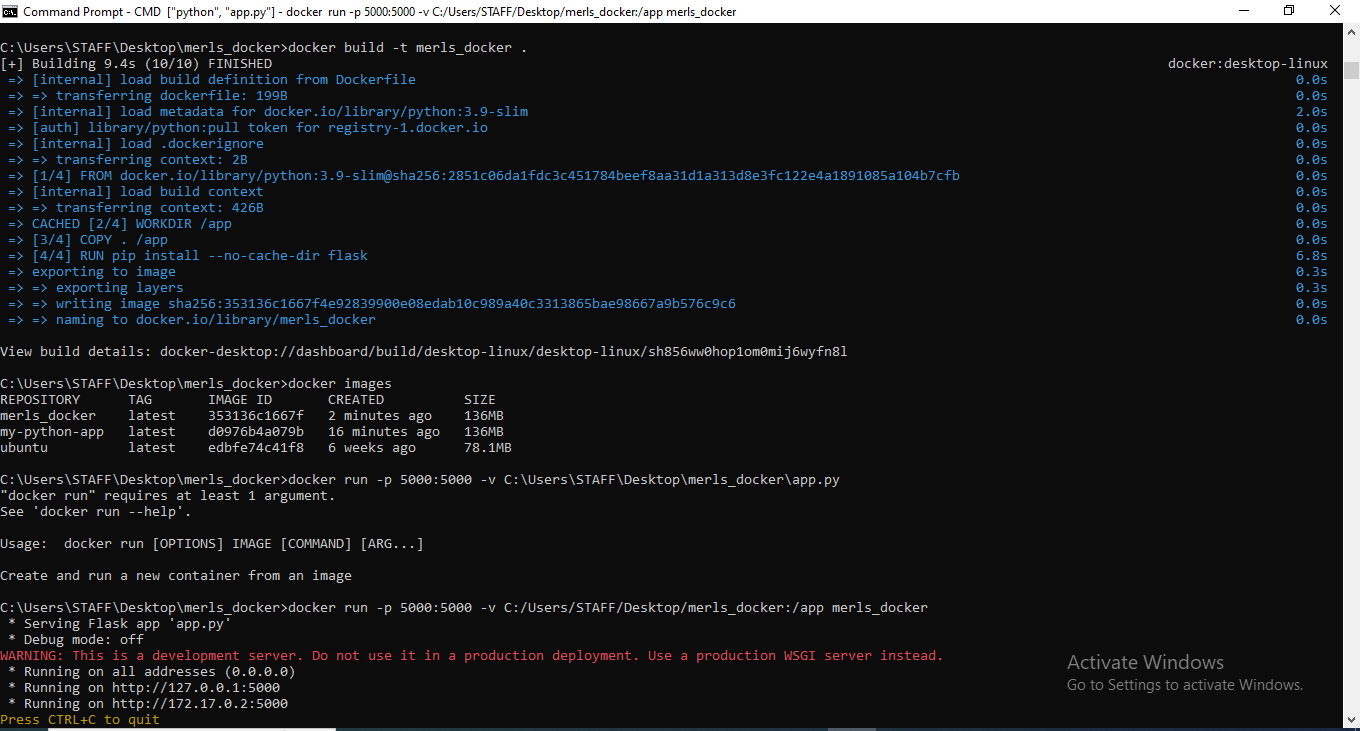 Command Prompt - CMD ["python", "app.py"] - docker run -p 5000:5000 -v C:/Users/STAFF/Desktop/merls_docker:/app merls_docker
C:\Users\STAFF\Desktop\merls_docker>docker build -t merls_docker .
[+] Building 9.4s (10/10) FINISHED docker:desktop-linux
=> [internal] load build definition from Dockerfile 0.0s
=> => transferring dockerfile: 199B 0.0s
=> [internal] load metadata for docker.io/library/python:3.9-slim 2.0s
=> [auth] library/python:pull token for registry-1.docker.io 0.0s
=> [internal] load .dockerignore 0.0s
=> => transferring context: 2B 0.0s
=> [1/4] FROM docker.io/library/python:3.9-slim@sha256:2851c06da1fdc3c451784beef8aa31d1a313d8e3fc122e4a1891085a104b7cfb 0.0s
=> [internal] load build context 0.0s
=> => transferring context: 426B 0.0s
=> CACHED [2/4] WORKDIR /app 0.0s
=> [3/4] COPY . /app 0.0s
=> [4/4] RUN pip install --no-cache-dir flask 6.8s
=> exporting to image 0.3s
=> => exporting layers 0.3s
=> => writing image sha256:353136c1667f4e92839900e08edab10c989a40c3313865bae98667a9b576c9c6 0.0s
=> => naming to docker.io/library/merls_docker 0.0s
View build details: docker-desktop://dashboard/build/desktop-linux/desktop-linux/sh856ww0hop1om0mij6wyfn8l
C:\Users\STAFF\Desktop\merls_docker>docker images
REPOSITORY TAG IMAGE ID CREATED SIZE
merls_docker latest 353136c1667f 2 minutes ago 136MB
my-python-app latest d0976b4a079b 16 minutes ago 136MB
ubuntu latest edbfe74c41f8 6 weeks ago 78.1MB
C:\Users\STAFF\Desktop\merls_docker>docker run -p 5000:5000 -v C:\Users\STAFF\Desktop\merls_docker\app.py
"docker run" requires at least 1 argument.
See 'docker run --help'.
Usage:  docker run [OPTIONS] IMAGE [COMMAND] [ARG...]
Create and run a new container from an image
C:\Users\STAFF\Desktop\merls_docker>docker run -p 5000:5000 -v C:/Users/STAFF/Desktop/merls_docker:/app merls_docker
* Serving Flask app 'app.py'
* Debug mode: off
WARNING: This is a development server. Do not use it in a production deployment. Use a production WSGI server instead.
* Running on all addresses (0.0.0.0)
* Running on http://127.0.0.1:5000
* Running on http://172.17.0.2:5000
Press CTRL+C to quit
Activate Windows
Go to Settings to activate Windows.